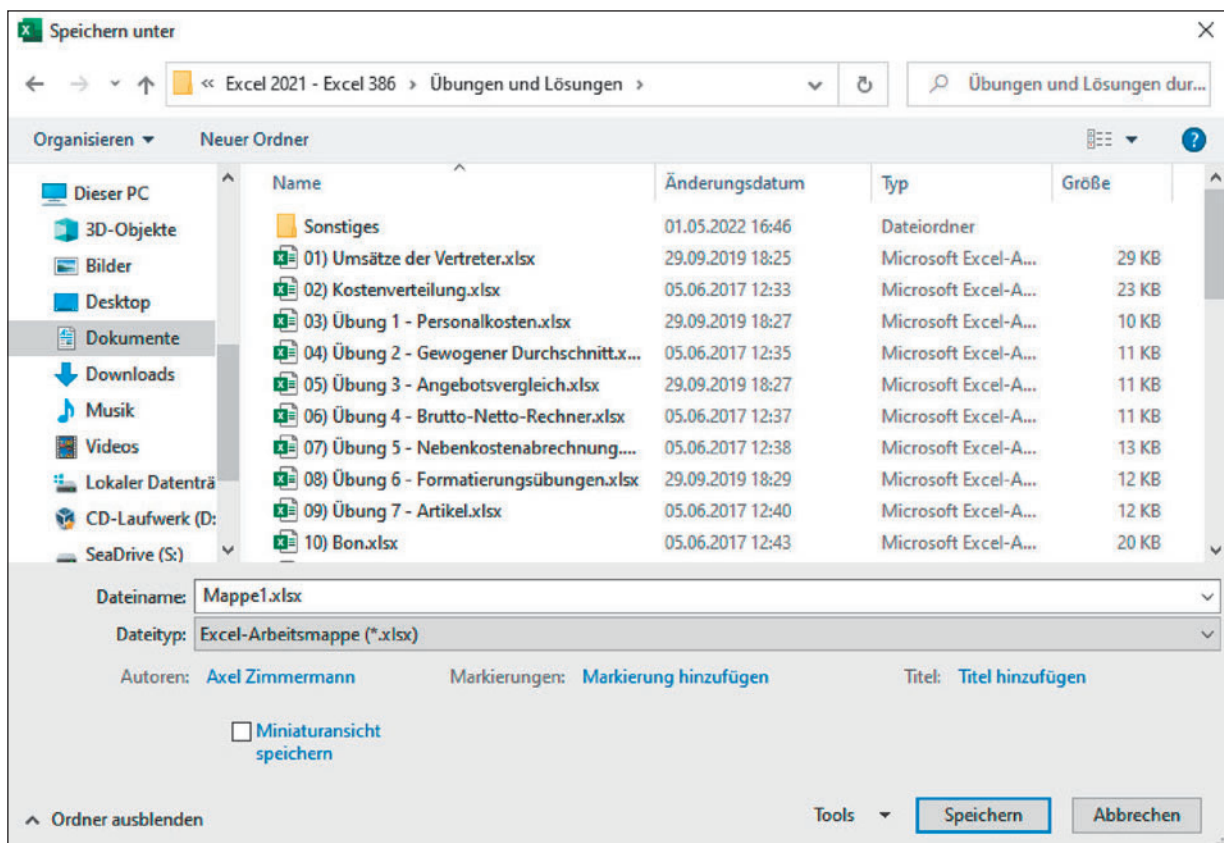 Speichern unter
« Excel 2021 - Excel 386 › Übungen und Lösungen ›
Übungen und Lösungen dur...
Organisieren Neuer Ordner
Name Änderungsdatum Typ Größe
Dieser PC
3D-Objekte
Bilder
Desktop
Dokumente
Downloads
Musik
Videos
Lokaler Datenträ
CD-Laufwerk (D:
SeaDrive (S:)
Sonstiges 01.05.2022 16:46 Dateiordner
01) Umsätze der Vertreter.xlsx 29.09.2019 18:25 Microsoft Excel-A... 29 KB
02) Kostenverteilung.xlsx 05.06.2017 12:33 Microsoft Excel-A... 23 KB
03) Übung 1 - Personalkosten.xlsx 29.09.2019 18:27 Microsoft Excel-A... 10 KB
04) Übung 2 - Gewogener Durchschnitt.x... 05.06.2017 12:35 Microsoft Excel-A... 11 KB
05) Übung 3 - Angebotsvergleich.xlsx 29.09.2019 18:27 Microsoft Excel-A... 11 KB
06) Übung 4 - Brutto-Netto-Rechner.xlsx 05.06.2017 12:37 Microsoft Excel-A... 11 KB
07) Übung 5 - Nebenkostenabrechnung.... 05.06.2017 12:38 Microsoft Excel-A... 13 KB
08) Übung 6 - Formatierungsübungen.xlsx 29.09.2019 18:29 Microsoft Excel-A... 12 KB
09) Übung 7 - Artikel.xlsx 05.06.2017 12:40 Microsoft Excel-A... 12 KB
10) Bon.xlsx 05.06.2017 12:43 Microsoft Excel-A... 20 KB
Dateiname: Mappe1.xlsx
Dateityp: Excel-Arbeitsmappe (*.xlsx)
Autoren: Axel Zimmermann Markierungen: Markierung hinzufügen Titel: Titel hinzufügen
Miniaturansicht
speichern
Ordner ausblenden Tools Speichern Abbrechen